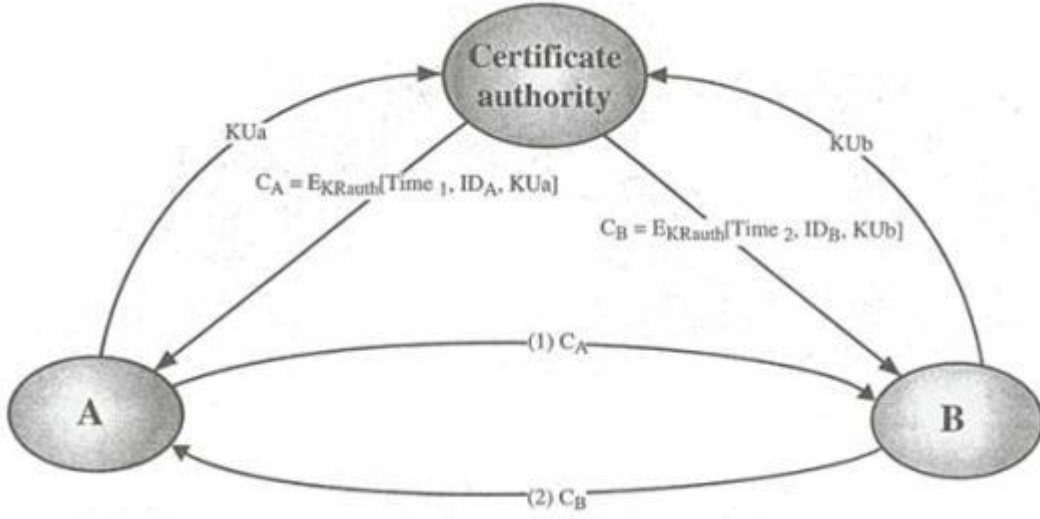 Certificate
authority
KUa
KUb
C_A = E_KRauth[Time 1, ID_A, KUa]
C_B = E_KRauth[Time 2, ID_B, KUb]
(1) C_A
A
B
(2) C_B